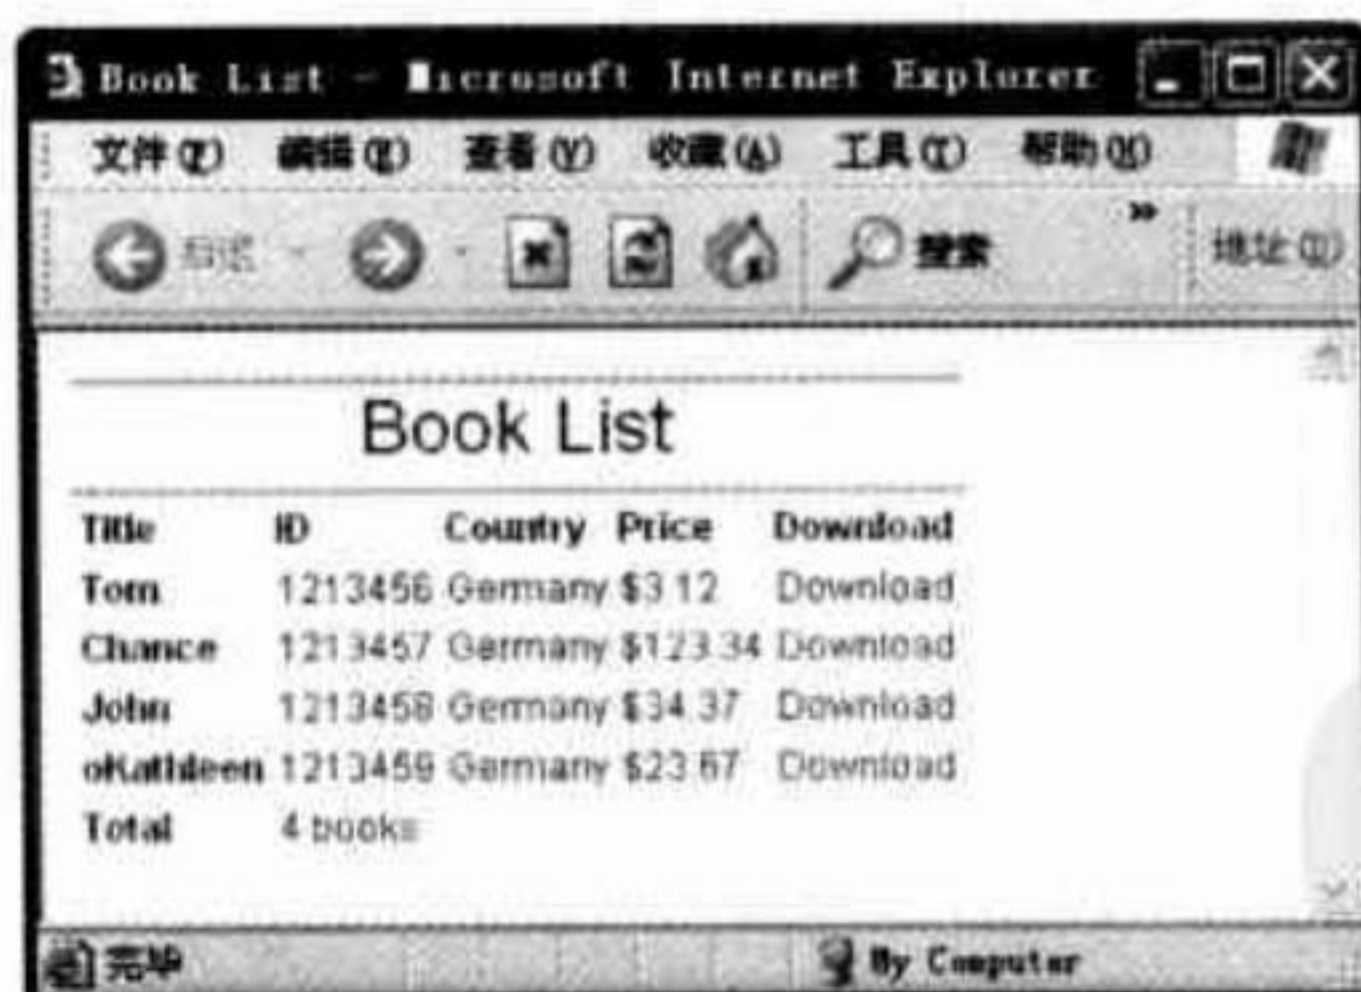 Book List - Microsoft Internet Explorer
文件(F) 编辑(E) 查看(V) 收藏(A) 工具(T) 帮助(H)
后退 搜索 » 地址(D)
Book List
Title ID Country Price Download
Tom 1213456 Germany $3.12 Download
Chance 1213457 Germany $123.34 Download
John 1213458 Germany $34.37 Download
oKathleen 1213459 Germany $23.67 Download
Total 4 books
完毕 My Computer